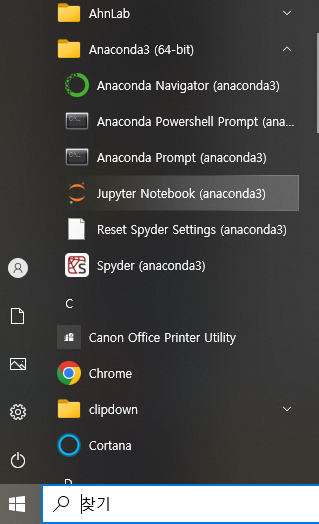 AhnLab
Anaconda3 (64-bit)
Anaconda Navigator (anaconda3)
Anaconda Powershell Prompt (ana...
Anaconda Prompt (anaconda3)
Jupyter Notebook (anaconda3)
Reset Spyder Settings (anaconda3)
Spyder (anaconda3)
C
Canon Office Printer Utility
Chrome
clipdown
Cortana
D
찾기